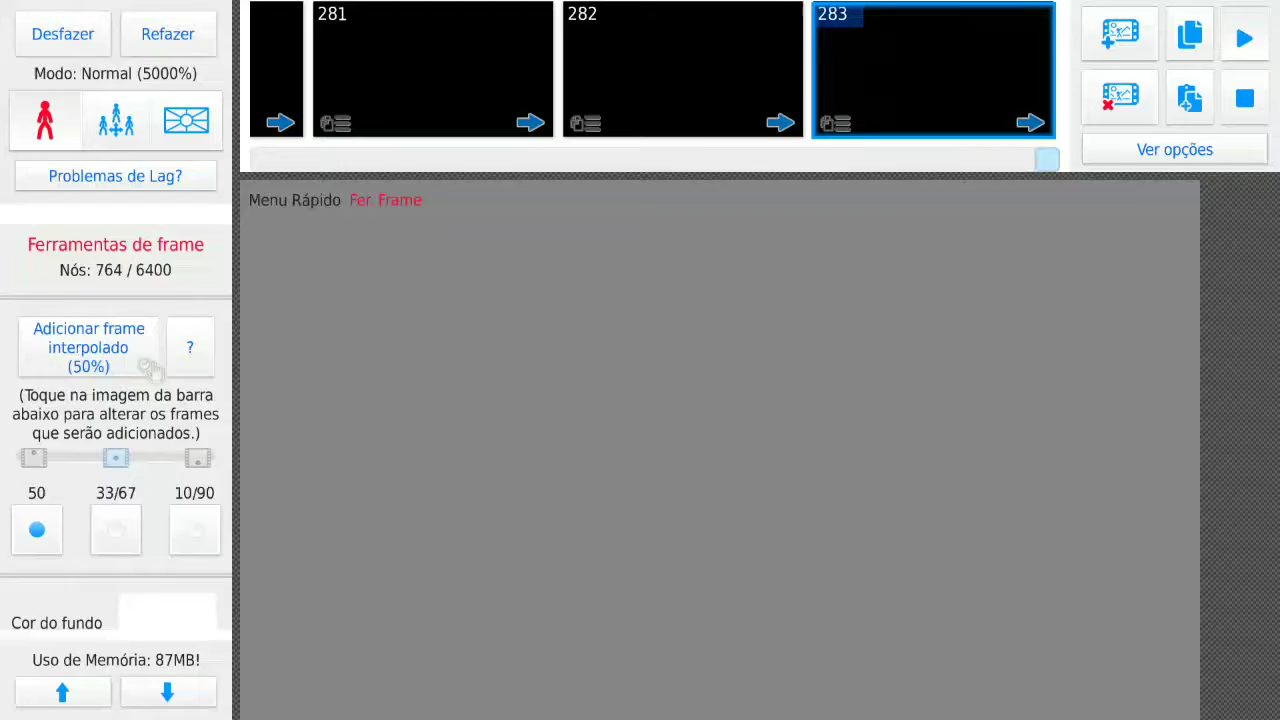 Desfazer
Refazer
Modo: Normal (5000%)
Problemas de Lag?
Ferramentas de frame
Nós: 764 / 6400
Adicionar frame
interpolado
(50%)
?
(Toque na imagem da barra
abaixo para alterar os frames
que serão adicionados.)
50
33/67
10/90
Cor do fundo
Uso de Memória: 87MB!
281
282
283
Ver opções
Menu Rápido Fer. Frame